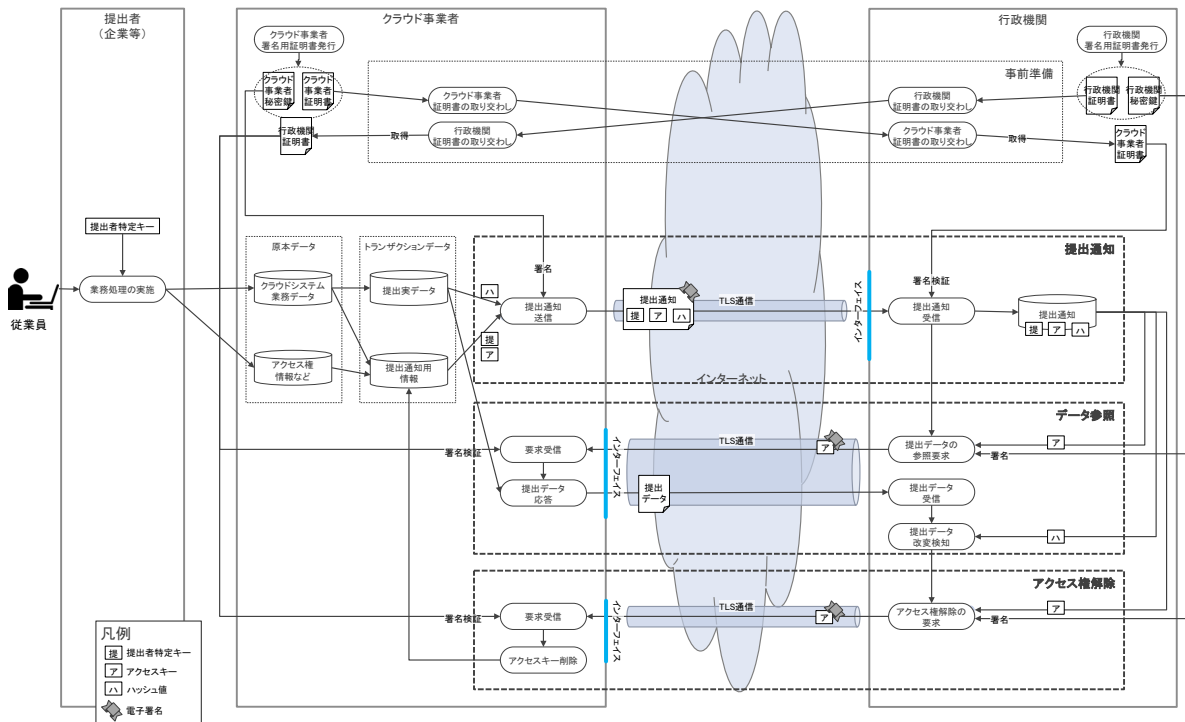 提出者
（企業等）
クラウド事業者
行政機関
クラウド事業者
署名用証明書発行
行政機関
署名用証明書発行
事前準備
クラウド
事業者
秘密鍵
クラウド
事業者
証明書
クラウド事業者
証明書の取り交わし
行政機関
証明書の取り交わし
行政機関
証明書
行政機関
秘密鍵
行政機関
証明書
取得
行政機関
証明書の取り交わし
クラウド事業者
証明書の取り交わし
取得
クラウド
事業者
証明書
提出者特定キー
原本データ
トランザクションデータ
提出通知
署名
署名検証
従業員
業務処理の実施
クラウドシステム
業務データ
提出実データ
ハ
提出通知
送信
提出通知
提
ア
ハ
TLS通信
インターフェイス
提出通知
受信
提出通知
提
ア
ハ
提
ア
アクセス権
情報など
提出通知用
情報
インターネット
データ参照
署名検証
要求受信
インターフェイス
TLS通信
ア
提出データの
参照要求
ア
署名
提出データ
応答
提出
データ
提出データ
受信
提出データ
改変検知
ハ
アクセス権解除
署名検証
要求受信
インターフェイス
TLS通信
ア
アクセス権解除の
要求
ア
署名
アクセスキー削除
凡例
提 提出者特定キー
ア アクセスキー
ハ ハッシュ値
電子署名